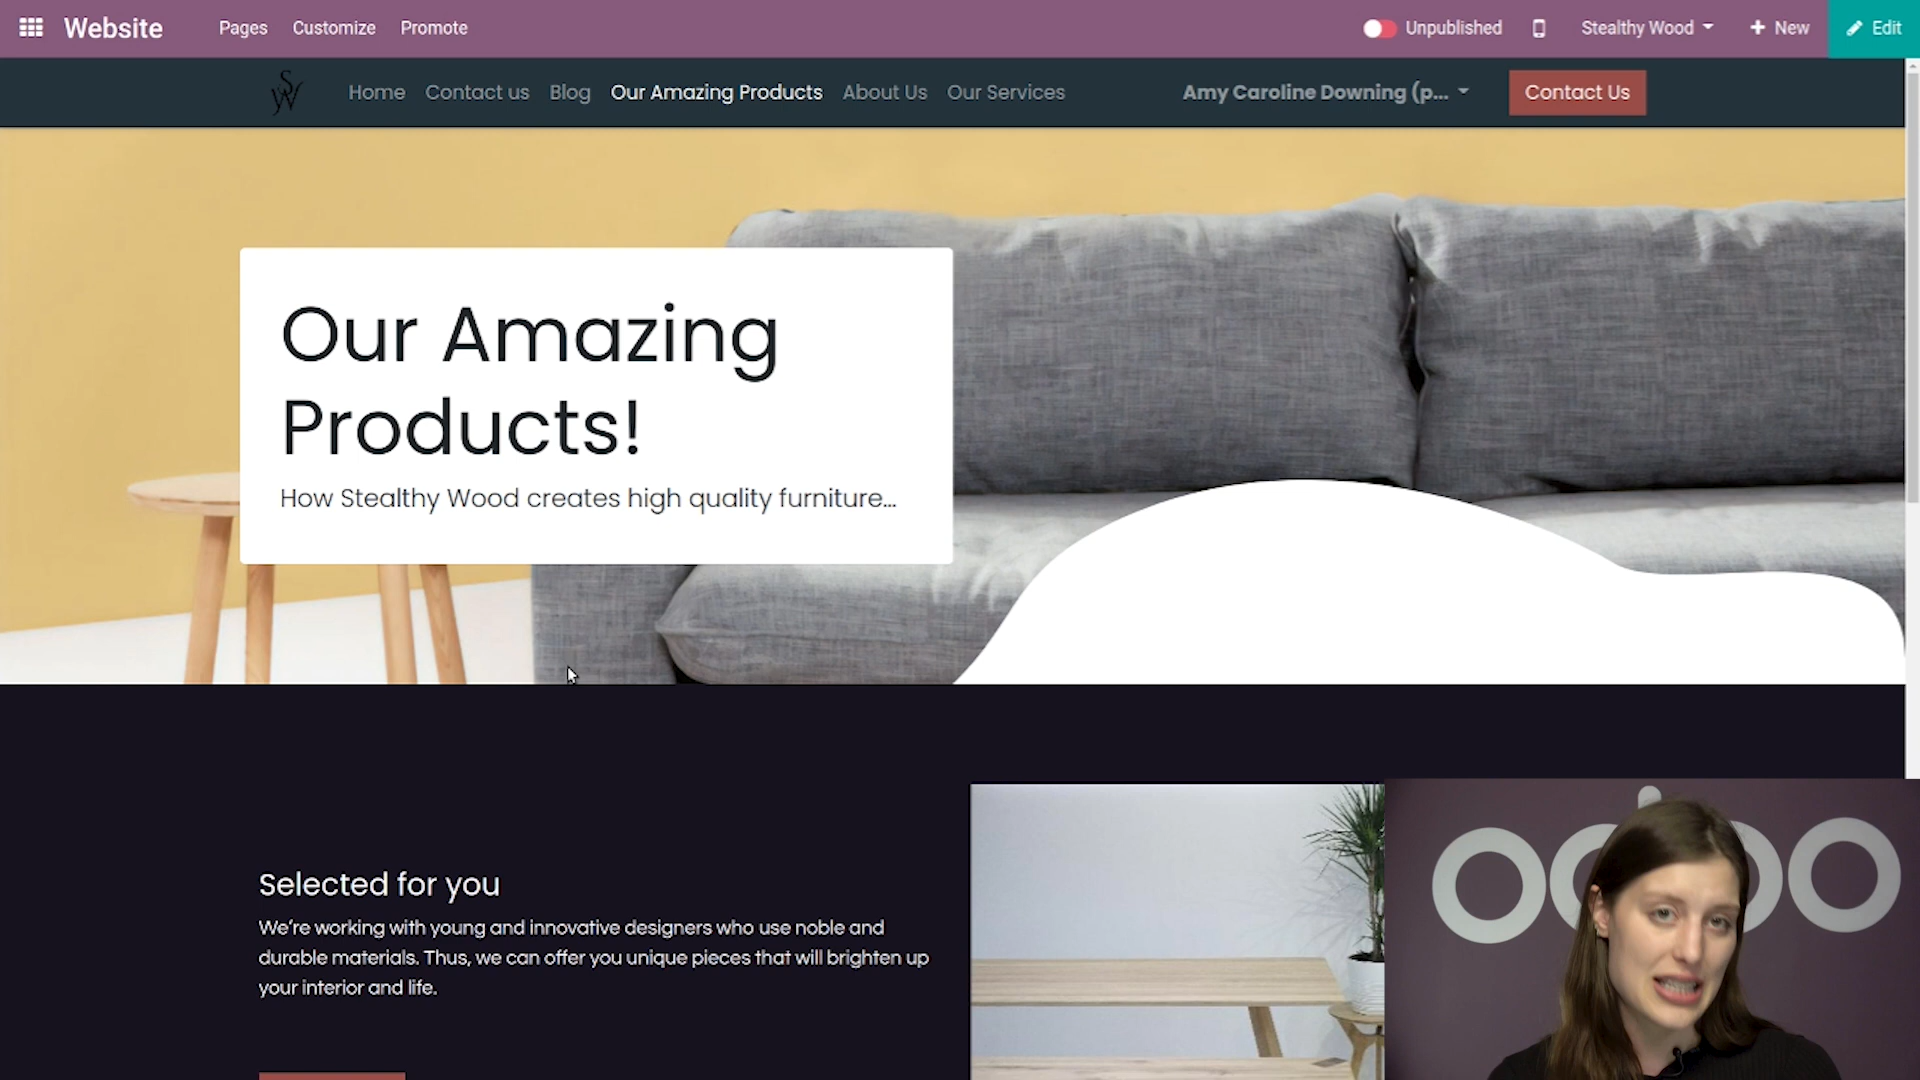 Website Pages Customize Promote Unpublished Stealthy Wood New Edit
SW Home Contact us Blog Our Amazing Products About Us Our Services Amy Caroline Downing (p... Contact Us
Our Amazing
Products!
How Stealthy Wood creates high quality furniture...
Selected for you
We're working with young and innovative designers who use noble and
durable materials. Thus, we can offer you unique pieces that will brighten up
your interior and life.
odoo